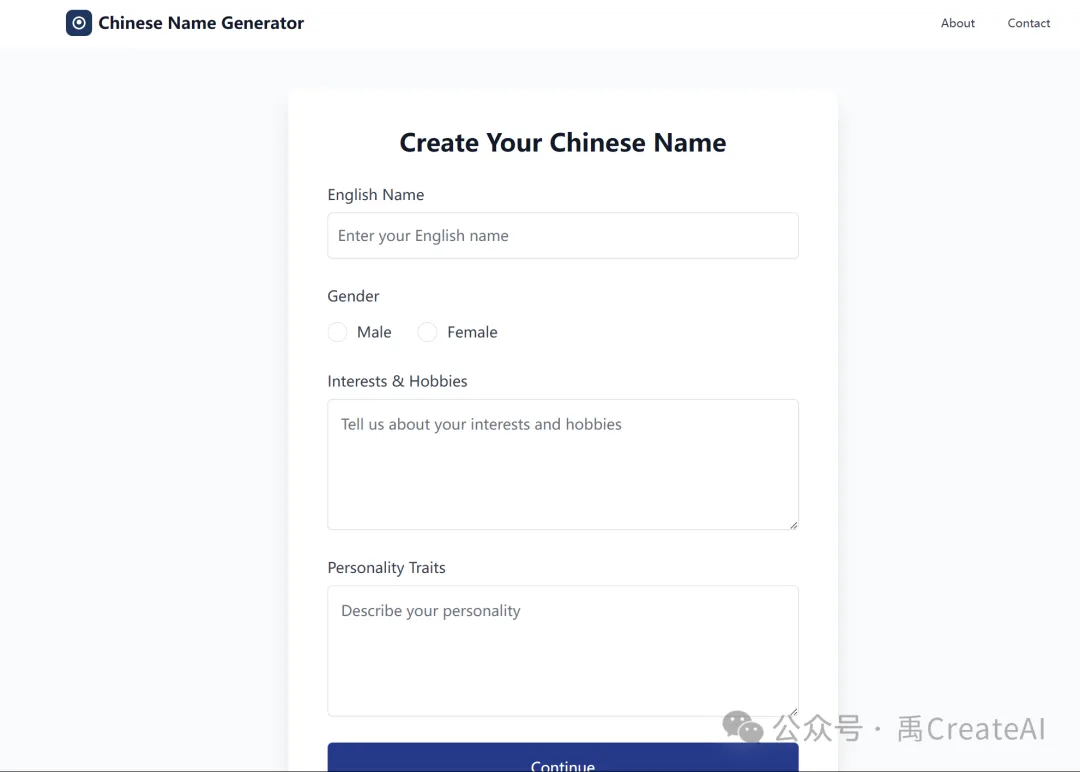 Chinese Name Generator
About
Contact
Create Your Chinese Name
English Name
Enter your English name
Gender
Male
Female
Interests & Hobbies
Tell us about your interests and hobbies
Personality Traits
Describe your personality
公众号 · 禹CreateAI
Continue